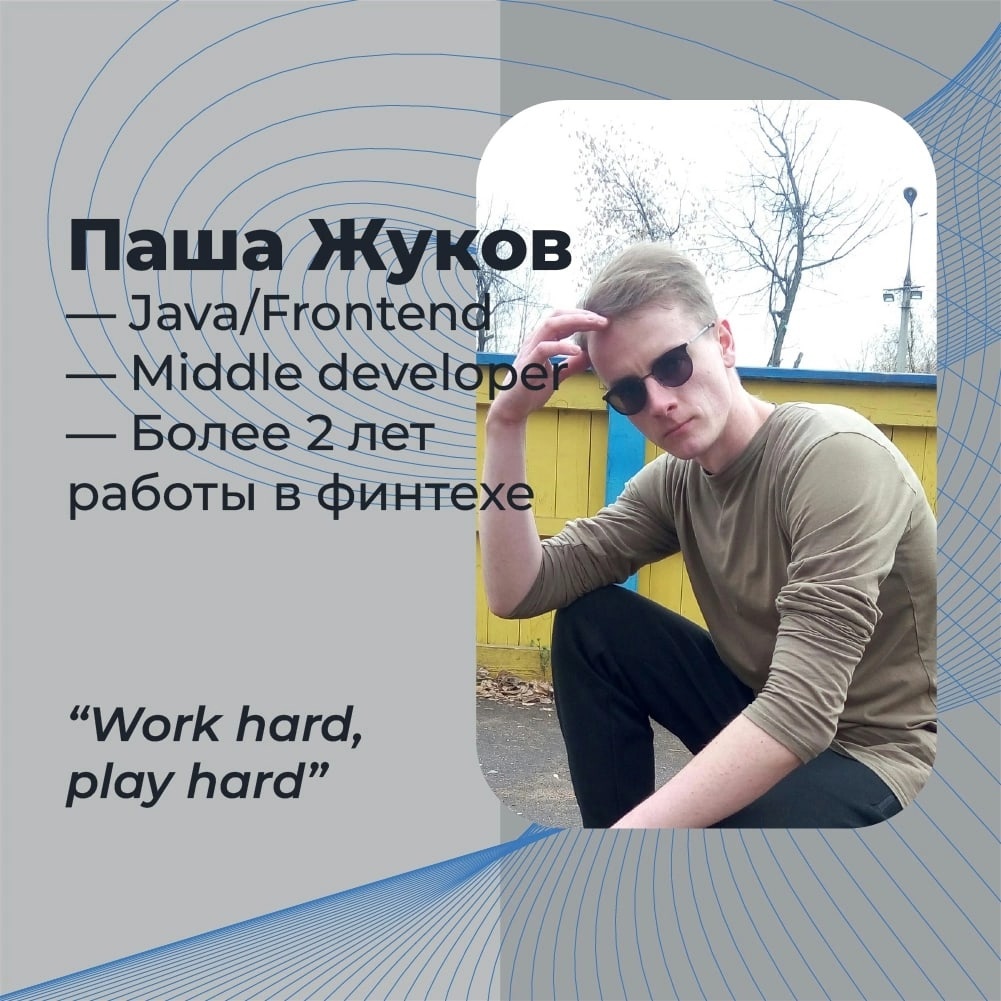 Паша Жуков
— Java/Frontend
— Middle developer
— Более 2 лет
работы в финтехе
“Work hard,
play hard”